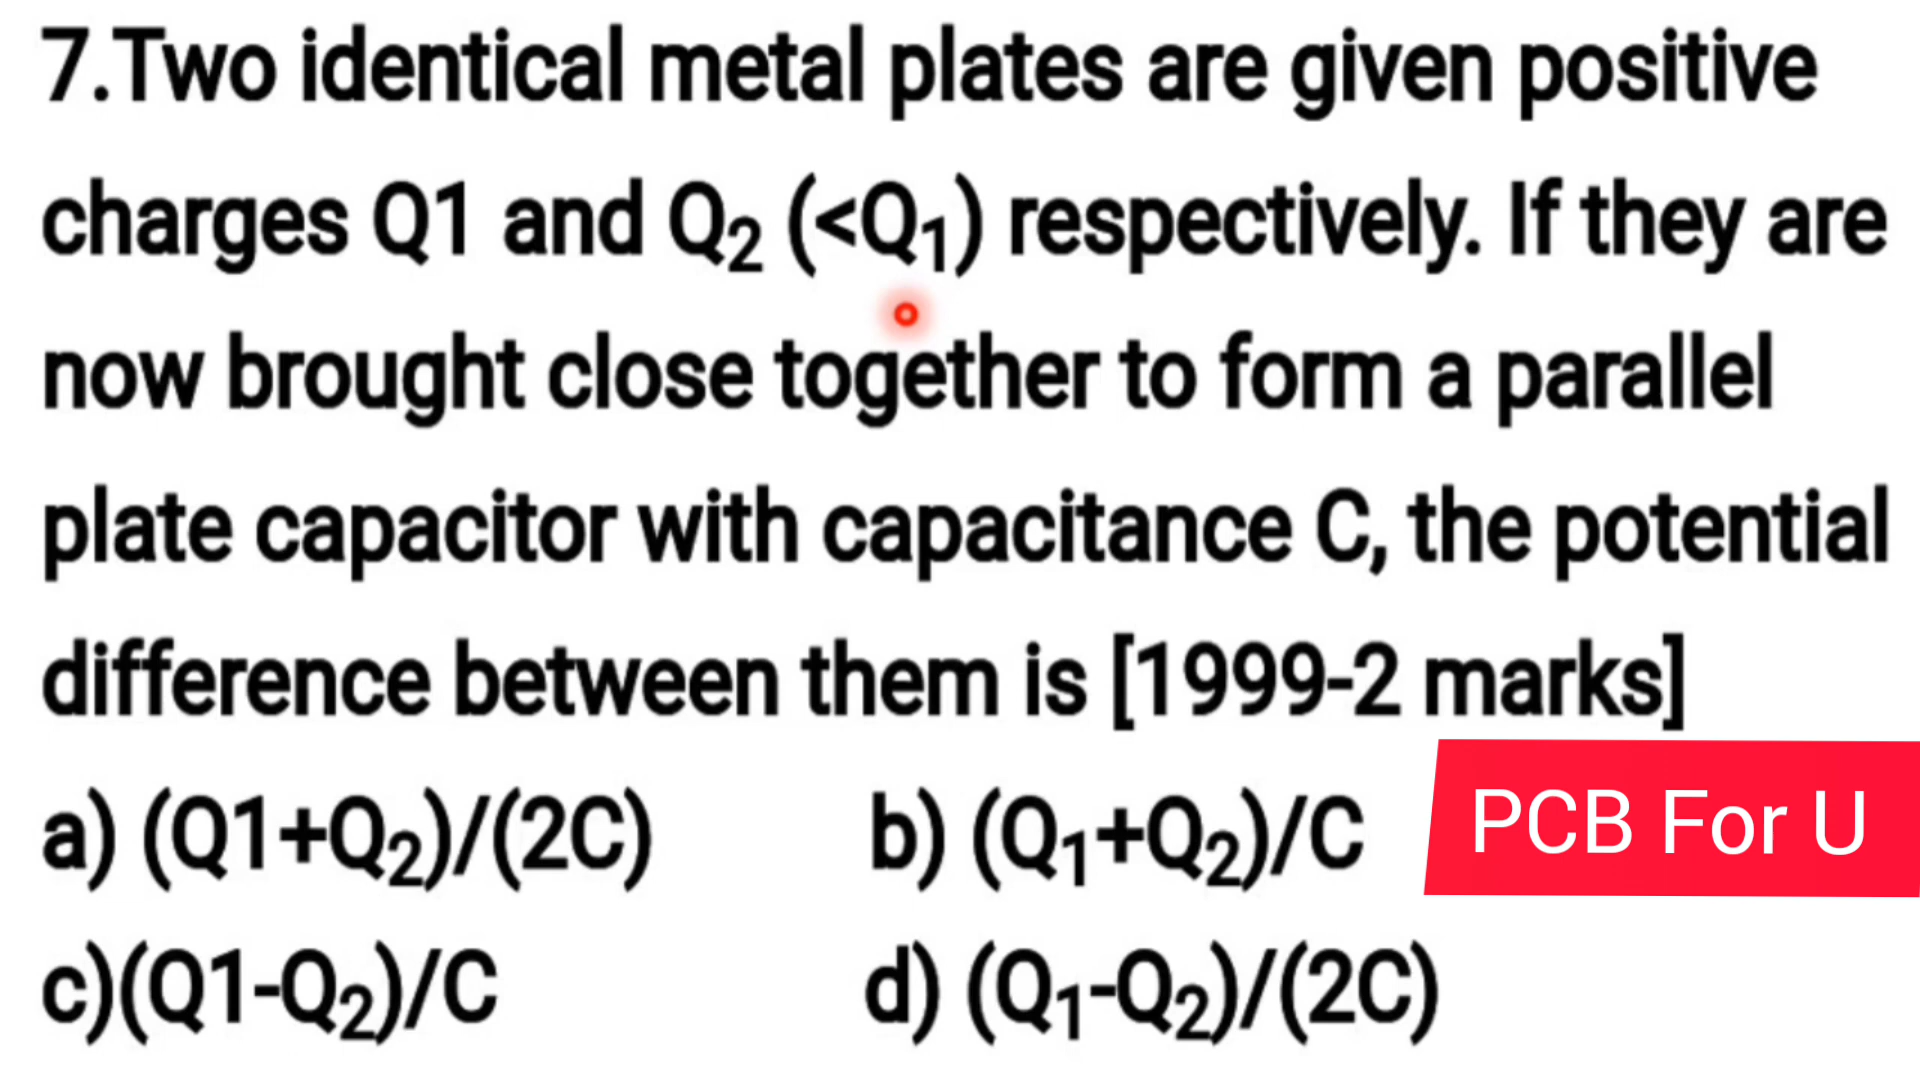 7.Two identical metal plates are given positive
charges Q1 and Q₂ (<Q₁) respectively. If they are
now brought close together to form a parallel
plate capacitor with capacitance C, the potential
difference between them is [1999-2 marks]
a) (Q1+Q₂)/(2C) b) (Q₁+Q₂)/C
PCB For U
c)(Q1-Q₂)/C d) (Q₁-Q₂)/(2C)